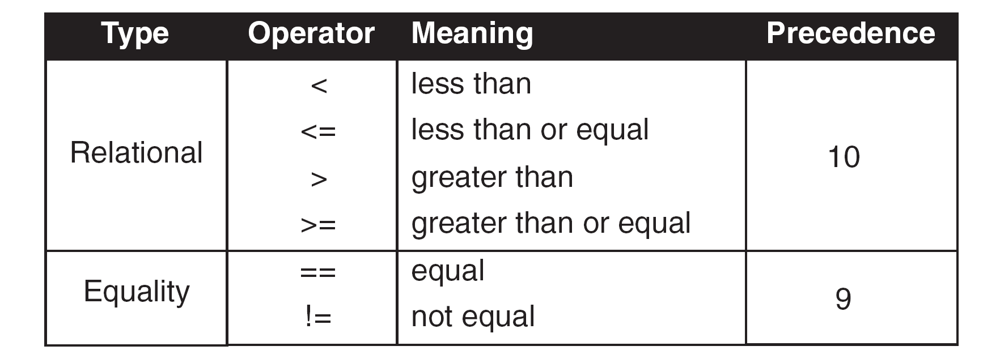 Type Operator Meaning Precedence
< less than
<= less than or equal
Relational 10
> greater than
>= greater than or equal
== equal
Equality 9
!= not equal